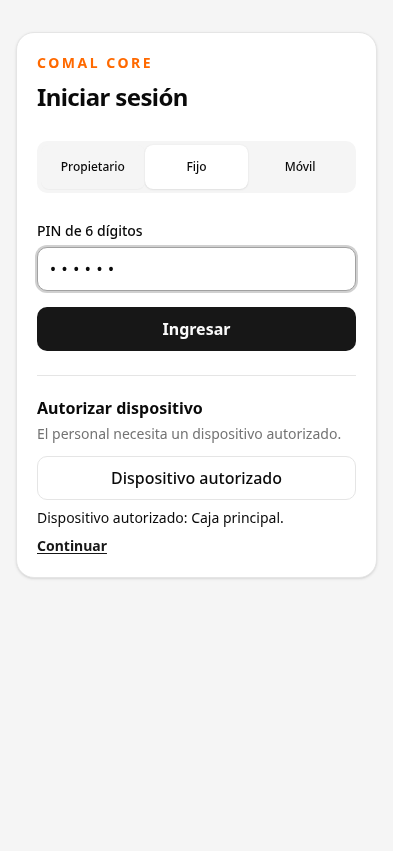 COMAL CORE
Iniciar sesión
Propietario
Fijo
Móvil
PIN de 6 dígitos
••••••
Ingresar
Autorizar dispositivo
El personal necesita un dispositivo autorizado.
Dispositivo autorizado
Dispositivo autorizado: Caja principal.
Continuar